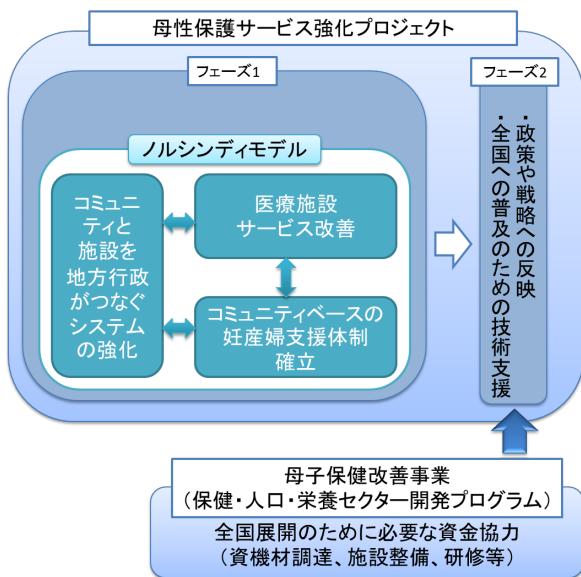 母性保護サービス強化プロジェクト
フェーズ1
ノルシンディモデル
コミュニ
ティと
施設を
地方行政
がつなぐ
システム
の強化
医療施設
サービス改善
コミュニティベースの
妊産婦支援体制
確立
フェーズ2
・政策や戦略への反映
・全国への普及のための技術支援
母子保健改善事業
（保健・人口・栄養セクター開発プログラム）
全国展開のために必要な資金協力
（資機材調達、施設整備、研修等）